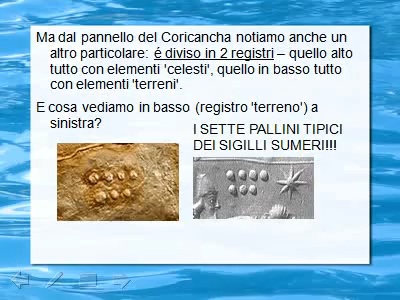 Ma dal pannello del Coricancha notiamo anche un
altro particolare: é diviso in 2 registri – quello alto
tutto con elementi 'celesti', quello in basso tutto
con elementi 'terreni'.
E cosa vediamo in basso (registro 'terreno') a
sinistra?
I SETTE PALLINI TIPICI
DEI SIGILLI SUMERI!!!